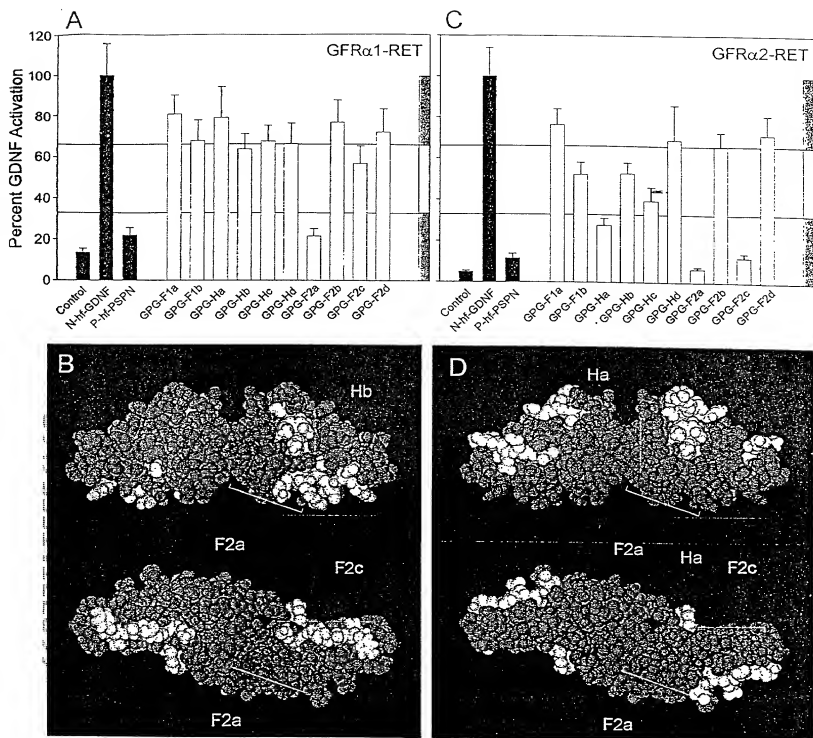 A
C
GFRα1-RET
GFRα2-RET
Percent GDNF Activation
120
100
80
60
40
20
0
Control
N-hf-GDNF
P-hf-PSPN
GPG-F1a
GPG-F1b
GPG-Ha
GPG-Hb
GPG-Hc
GPG-Hd
GPG-F2a
GPG-F2b
GPG-F2c
GPG-F2d
Control
N-hf-GDNF
P-hf-PSPN
GPG-F1a
GPG-F1b
GPG-Ha
GPG-Hb
GPG-Hc
GPG-Hd
GPG-F2a
GPG-F2b
GPG-F2c
GPG-F2d
B
Hb
F2a
F2c
F2a
D
Ha
F2a
Ha
F2c
F2a